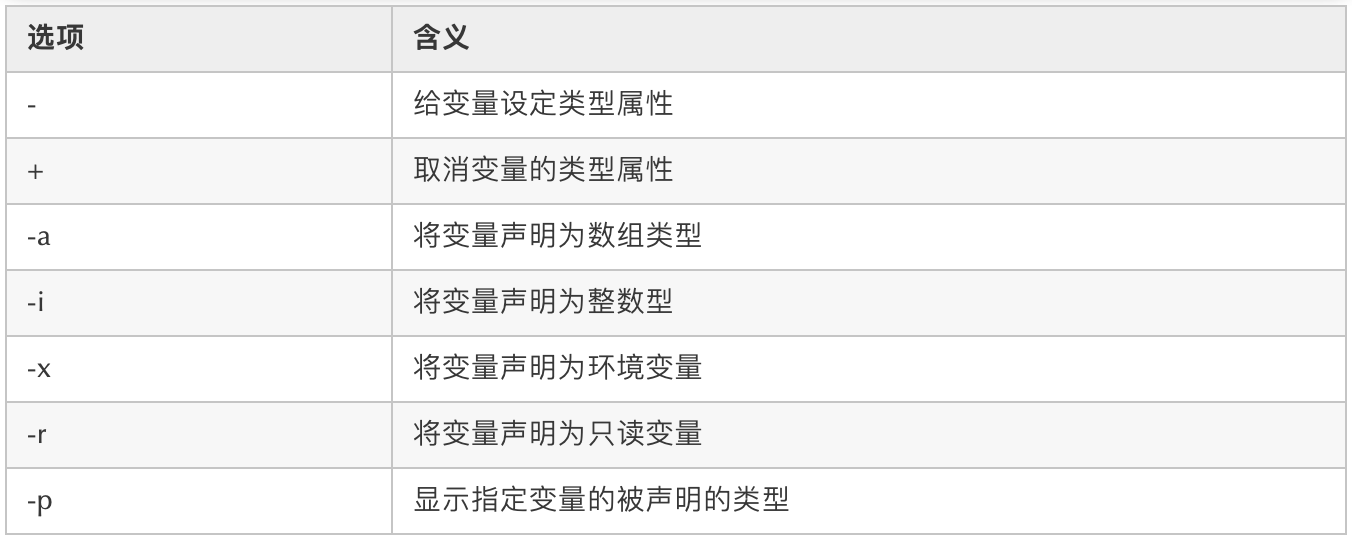 选项 含义
- 给变量设定类型属性
+ 取消变量的类型属性
-a 将变量声明为数组类型
-i 将变量声明为整数型
-x 将变量声明为环境变量
-r 将变量声明为只读变量
-p 显示指定变量的被声明的类型